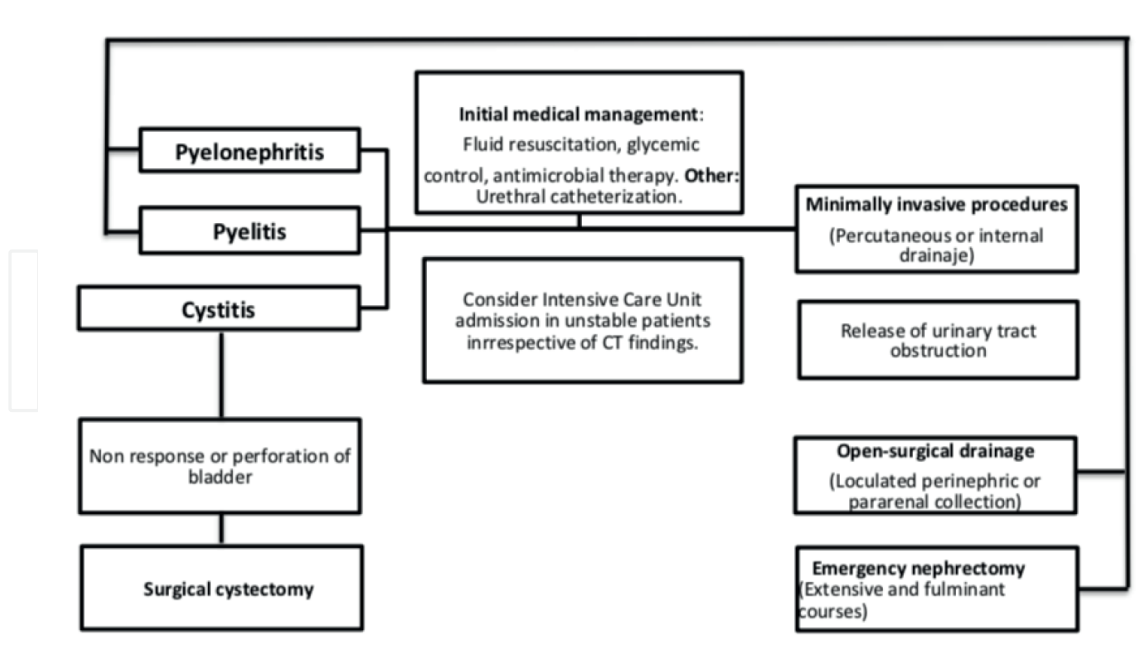 Pyelonephritis
Pyelitis
Cystitis
Non response or perforation of
bladder
Surgical cystectomy
Initial medical management:
Fluid resuscitation, glycemic
control, antimicrobial therapy. Other:
Urethral catheterization.
Consider Intensive Care Unit
admission in unstable patients
inrrespective of CT findings.
Minimally invasive procedures
(Percutaneous or internal
drainaje)
Release of urinary tract
obstruction
Open-surgical drainage
(Loculated perinephric or
pararenal collection)
Emergency nephrectomy
(Extensive and fulminant
courses)